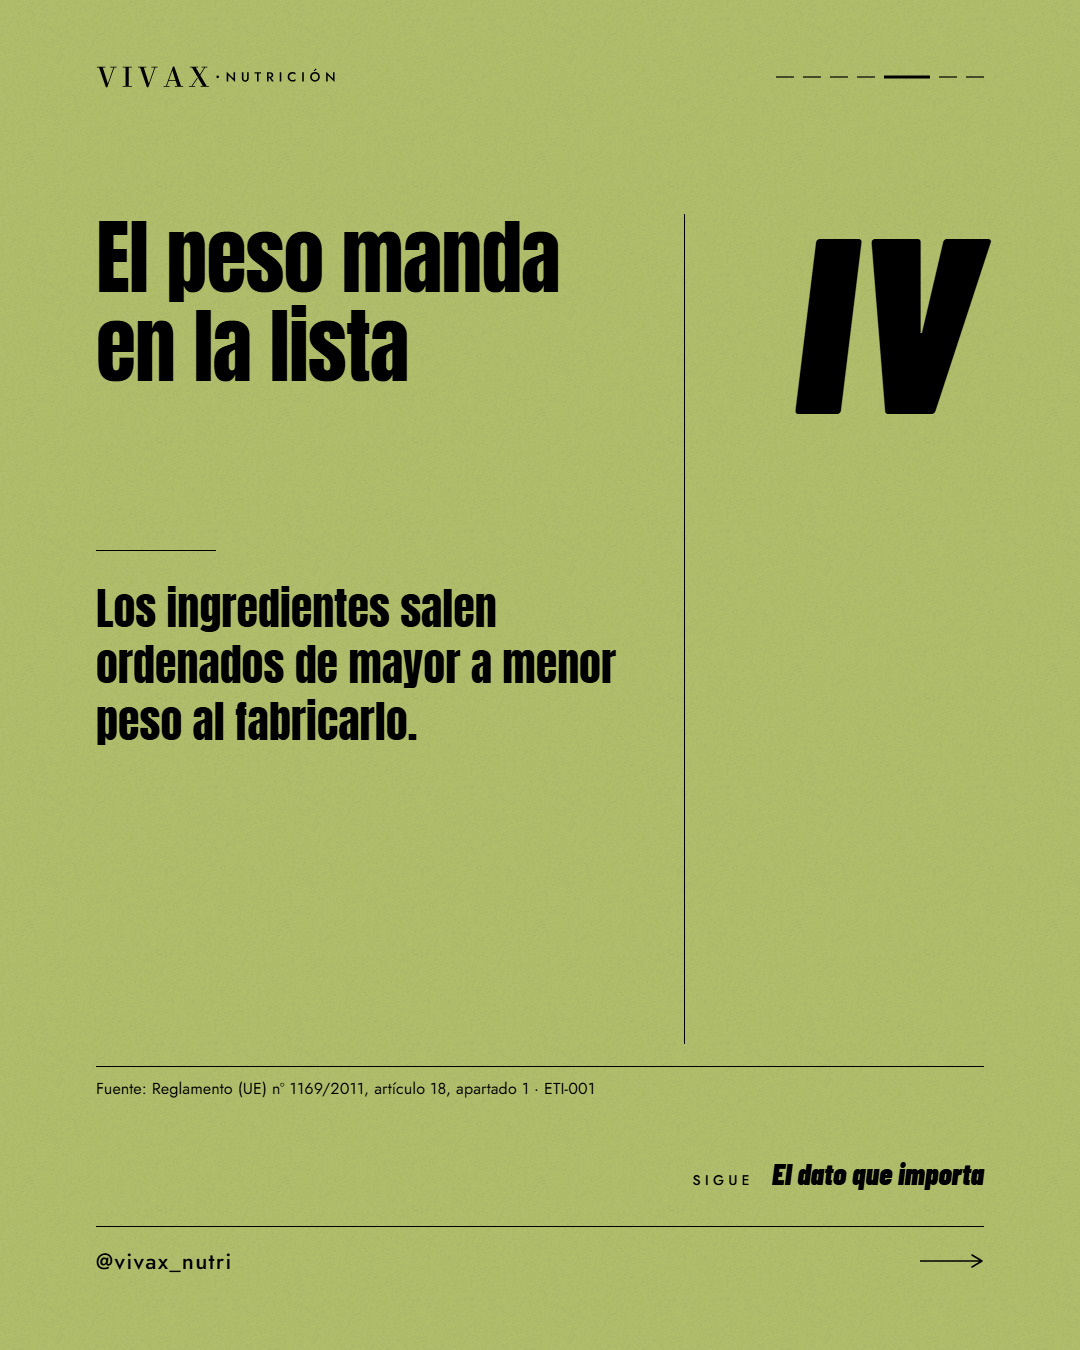 VIVAX·NUTRICIÓN
El peso manda
en la lista
IV
Los ingredientes salen
ordenados de mayor a menor
peso al fabricarlo.
Fuente: Reglamento (UE) nº 1169/2011, artículo 18, apartado 1 · ETI-001
SIGUE El dato que importa
@vivax_nutri